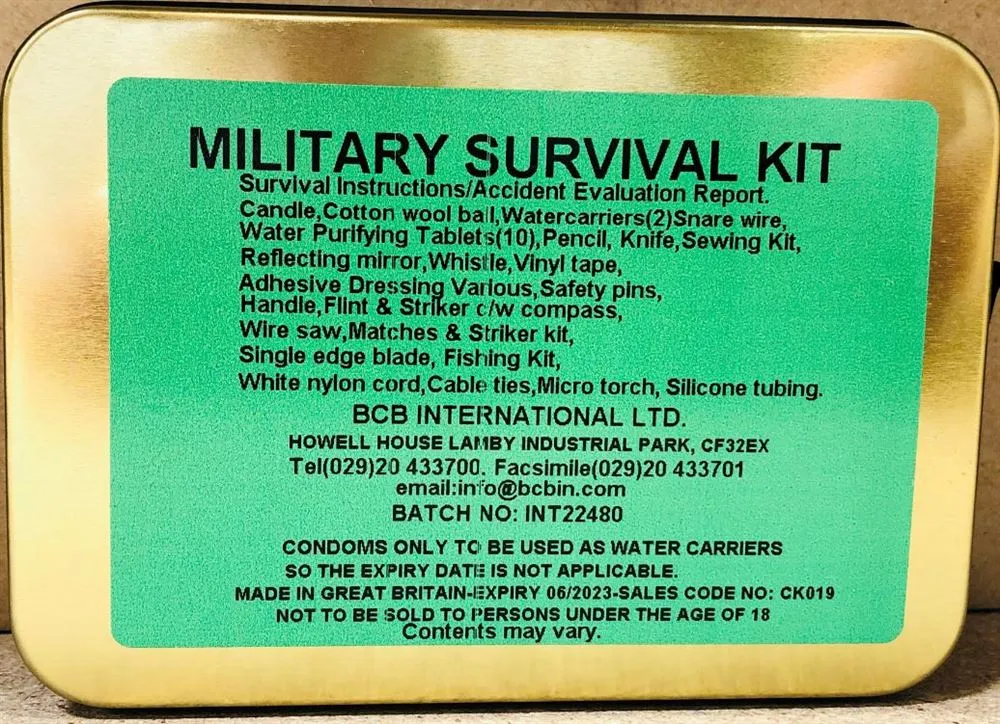 MILITARY SURVIVAL KIT
Survival Instructions/Accident Evaluation Report.
Candle,Cotton wool ball,Watercarriers(2)Snare wire,
Water Purifying Tablets(10),Pencil, Knife,Sewing Kit,
Reflecting mirror,Whistle,Vinyl tape,
Adhesive Dressing Various,Safety pins,
Handle,Flint & Striker c/w compass,
Wire saw,Matches & Striker kit,
Single edge blade, Fishing Kit,
White nylon cord,Cable ties,Micro torch, Silicone tubing.
BCB INTERNATIONAL LTD.
HOWELL HOUSE LAMBY INDUSTRIAL PARK, CF32EX
Tel(029)20 433700. Facsimile(029)20 433701
email:info@bcbin.com
BATCH NO: INT22480
CONDOMS ONLY TO BE USED AS WATER CARRIERS
SO THE EXPIRY DATE IS NOT APPLICABLE.
MADE IN GREAT BRITAIN-EXPIRY 06/2023-SALES CODE NO: CK019
NOT TO BE SOLD TO PERSONS UNDER THE AGE OF 18
Contents may vary.